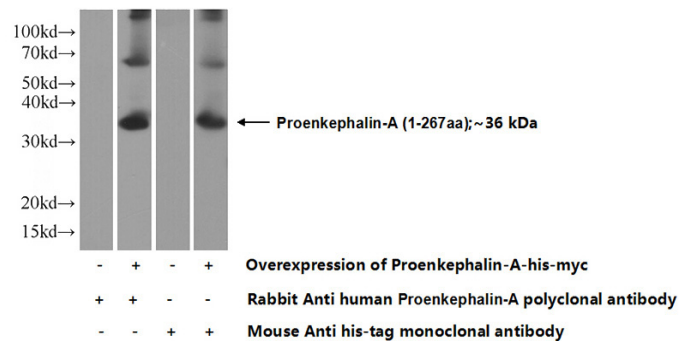 100kd→
70kd→
50kd→
40kd→
Proenkephalin-A (1-267aa);~36 kDa
30kd→
20kd→
15kd→
- + - + Overexpression of Proenkephalin-A-his-myc
+ + - - Rabbit Anti human Proenkephalin-A polyclonal antibody
- - + + Mouse Anti his-tag monoclonal antibody